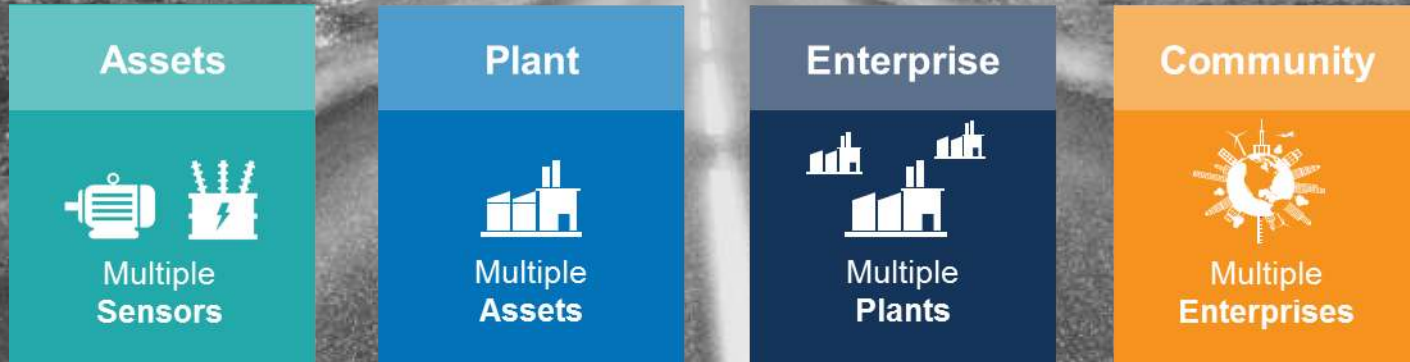 Assets
Multiple
Sensors
Plant
Multiple
Assets
Enterprise
Multiple
Plants
Community
Multiple
Enterprises